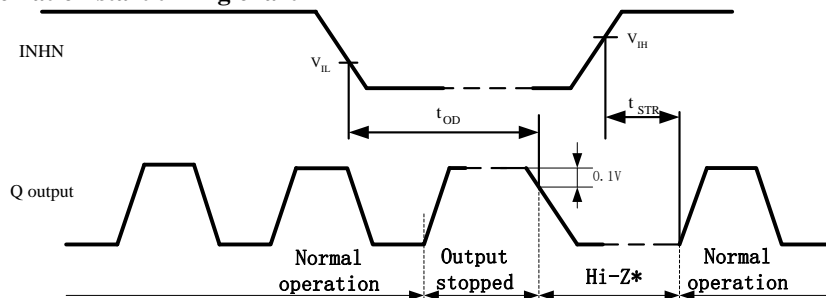 INHN
V_IL
V_IH
t_STR
t_OD
Q output
0.1V
Normal operation
Output stopped
Hi-Z*
Normal operation